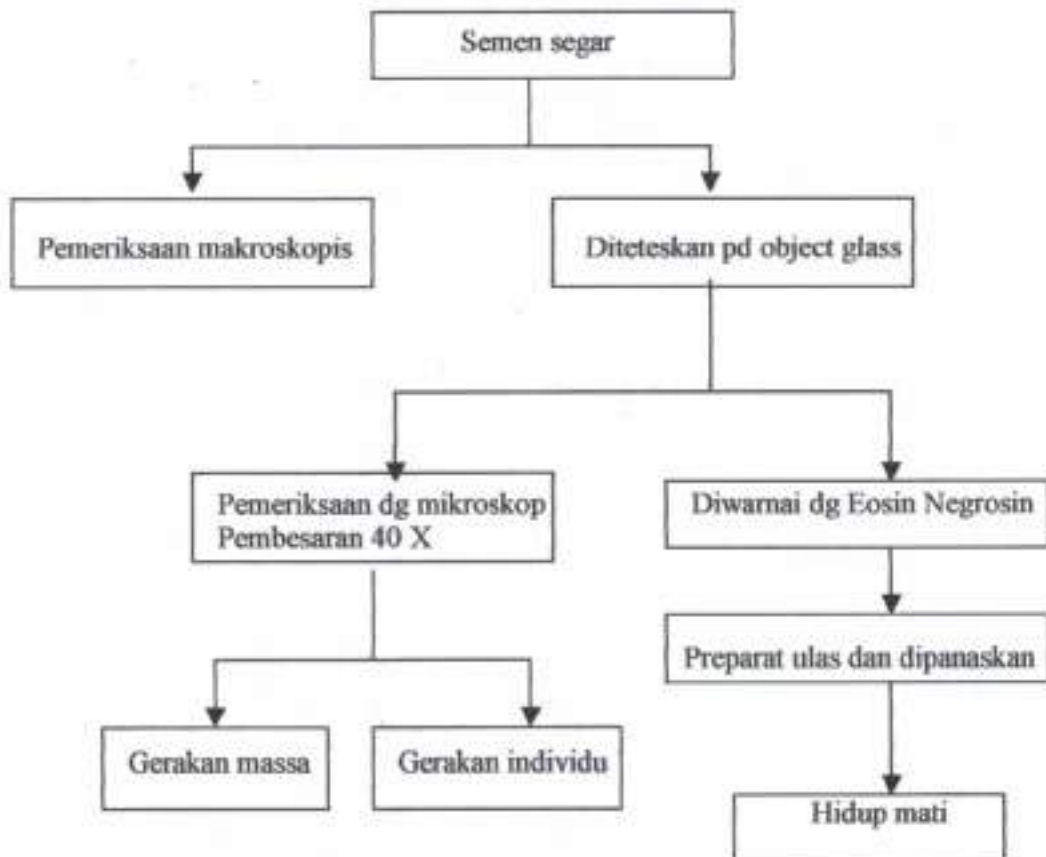 Semen segar
Pemeriksaan makroskopis
Diteteskan pd object glass
Pemeriksaan dg mikroskop
Pembesaran 40 X
Diwarnai dg Eosin Negrosin
Preparat ulas dan dipanaskan
Gerakan massa
Gerakan individu
Hidup mati